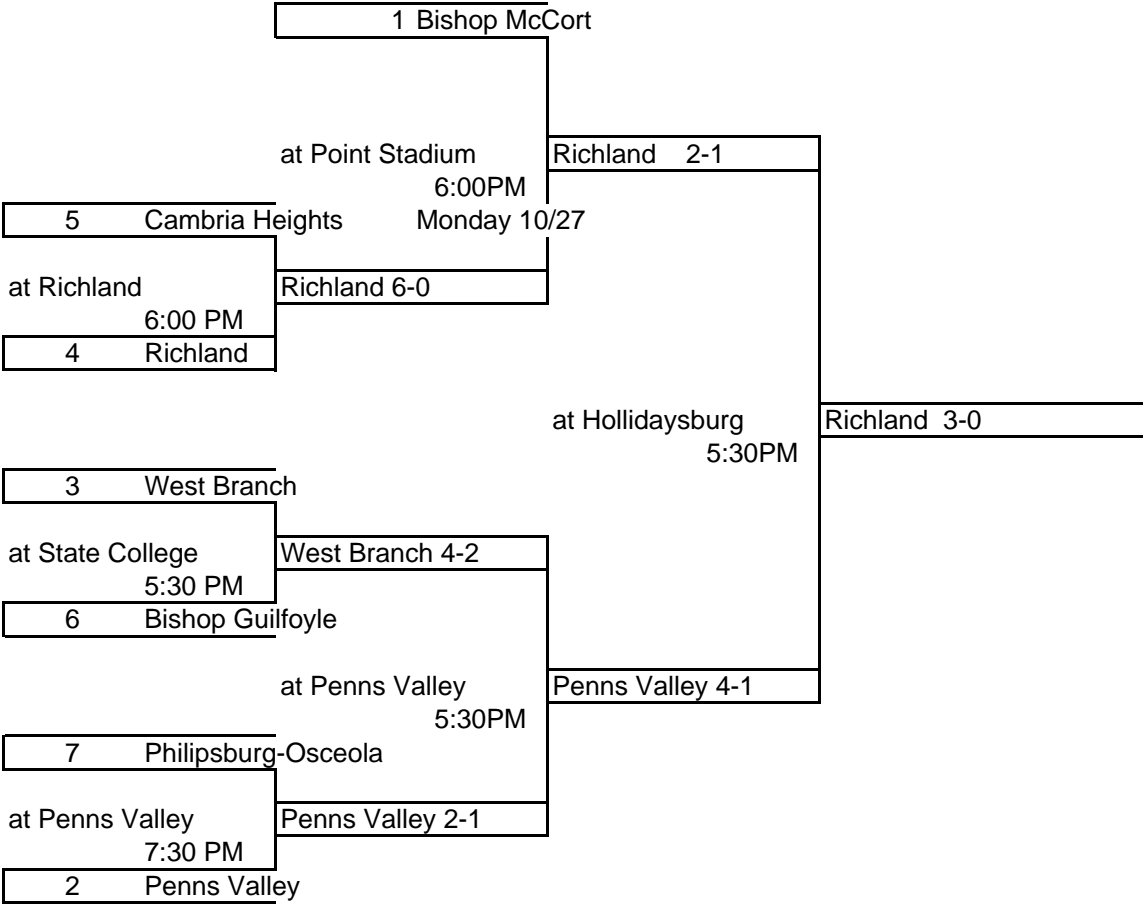 1 Bishop McCort
at Point Stadium Richland 2-1
6:00PM
5 Cambria Heights Monday 10/27
at Richland Richland 6-0
6:00 PM
4 Richland
at Hollidaysburg Richland 3-0
5:30PM
3 West Branch
at State College West Branch 4-2
5:30 PM
6 Bishop Guilfoyle
at Penns Valley Penns Valley 4-1
5:30PM
7 Philipsburg-Osceola
at Penns Valley Penns Valley 2-1
7:30 PM
2 Penns Valley